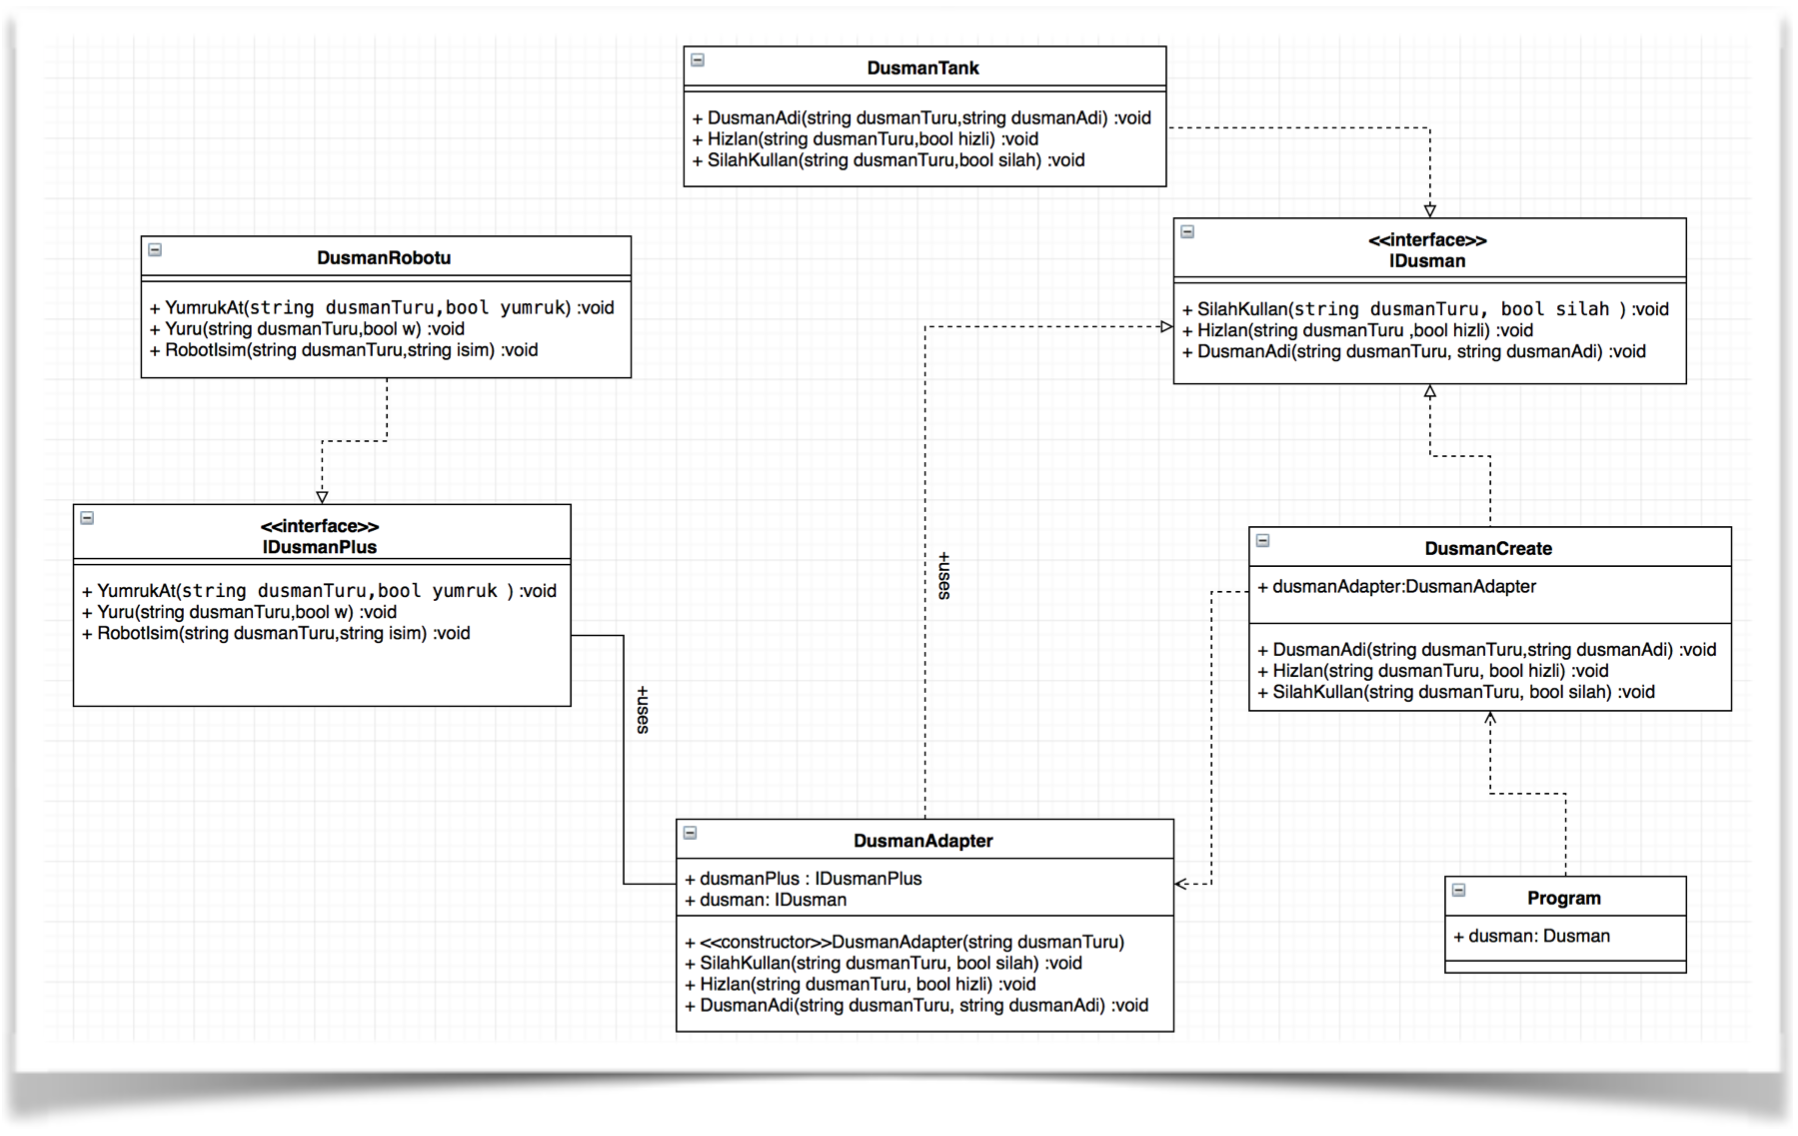 DusmanTank
+ DusmanAdi(string dusmanTuru,string dusmanAdi) :void
+ Hizlan(string dusmanTuru,bool hizli) :void
+ SilahKullan(string dusmanTuru,bool silah) :void
<<interface>>
IDusman
+ SilahKullan(string dusmanTuru, bool silah ) :void
+ Hizlan(string dusmanTuru ,bool hizli) :void
+ DusmanAdi(string dusmanTuru, string dusmanAdi) :void
DusmanRobotu
+ YumrukAt(string dusmanTuru,bool yumruk) :void
+ Yuru(string dusmanTuru,bool w) :void
+ RobotIsim(string dusmanTuru,string isim) :void
<<interface>>
IDusmanPlus
+ YumrukAt(string dusmanTuru,bool yumruk ) :void
+ Yuru(string dusmanTuru,bool w) :void
+ RobotIsim(string dusmanTuru,string isim) :void
+uses
+uses
DusmanCreate
+ dusmanAdapter:DusmanAdapter
+ DusmanAdi(string dusmanTuru,string dusmanAdi) :void
+ Hizlan(string dusmanTuru, bool hizli) :void
+ SilahKullan(string dusmanTuru, bool silah) :void
DusmanAdapter
+ dusmanPlus : IDusmanPlus
+ dusman: IDusman
+ <<constructor>>DusmanAdapter(string dusmanTuru)
+ SilahKullan(string dusmanTuru, bool silah) :void
+ Hizlan(string dusmanTuru, bool hizli) :void
+ DusmanAdi(string dusmanTuru, string dusmanAdi) :void
Program
+ dusman: Dusman